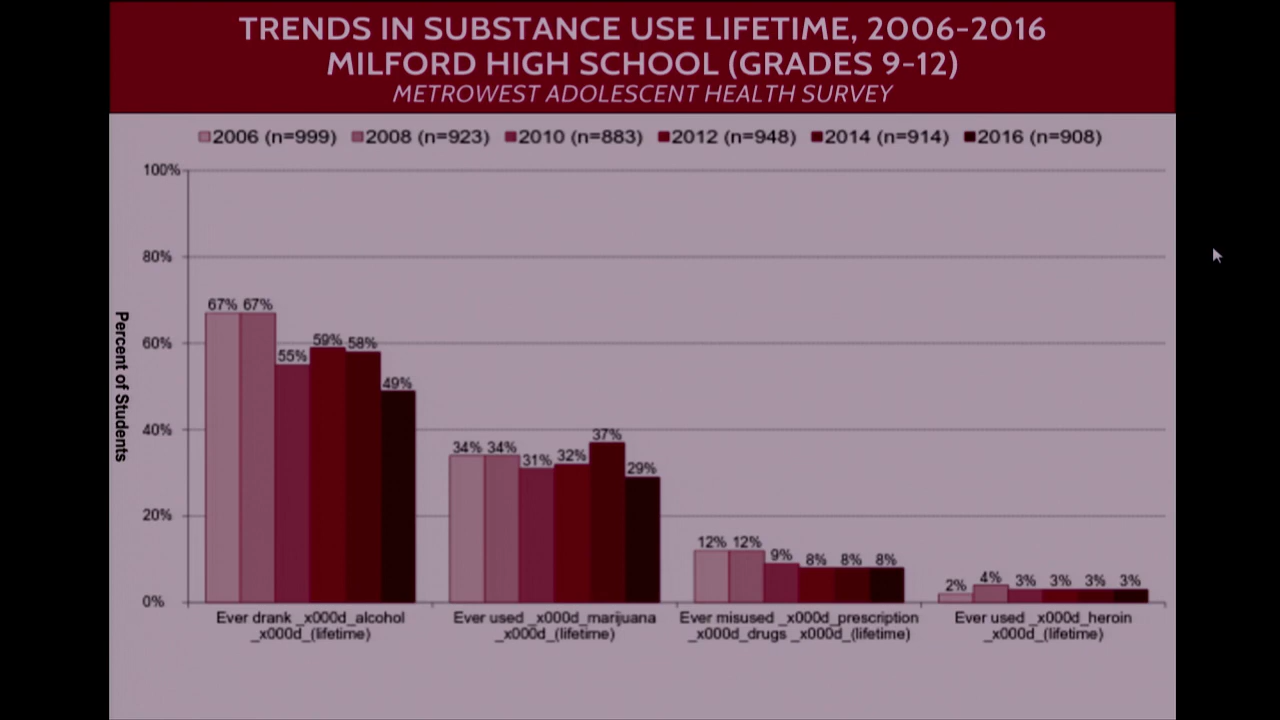 TRENDS IN SUBSTANCE USE LIFETIME, 2006-2016
MILFORD HIGH SCHOOL (GRADES 9-12)
METROWEST ADOLESCENT HEALTH SURVEY
2006 (n=999) 2008 (n=923) 2010 (n=883) 2012 (n=948) 2014 (n=914) 2016 (n=908)
Percent of Students
100%
80%
60%
40%
20%
0%
67% 67% 55% 59% 58% 49%
34% 34% 31% 32% 37% 29%
12% 12% 9% 8% 8% 8%
2% 4% 3% 3% 3% 3%
Ever drank _x000d_alcohol
_x000d_(lifetime)
Ever used _x000d_marijuana
_x000d_(lifetime)
Ever misused _x000d_prescription
_x000d_drugs _x000d_(lifetime)
Ever used _x000d_heroin
_x000d_(lifetime)